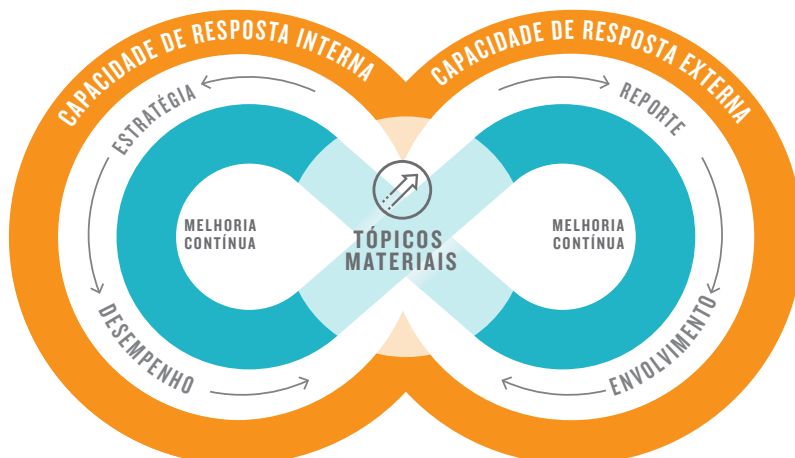 CAPACIDADE DE RESPOSTA INTERNA
CAPACIDADE DE RESPOSTA EXTERNA
ESTRATÉGIA
REPORTE
MELHORIA
CONTÍNUA
TÓPICOS
MATERIAIS
MELHORIA
CONTÍNUA
DESEMPENHO
ENVOLVIMENTO